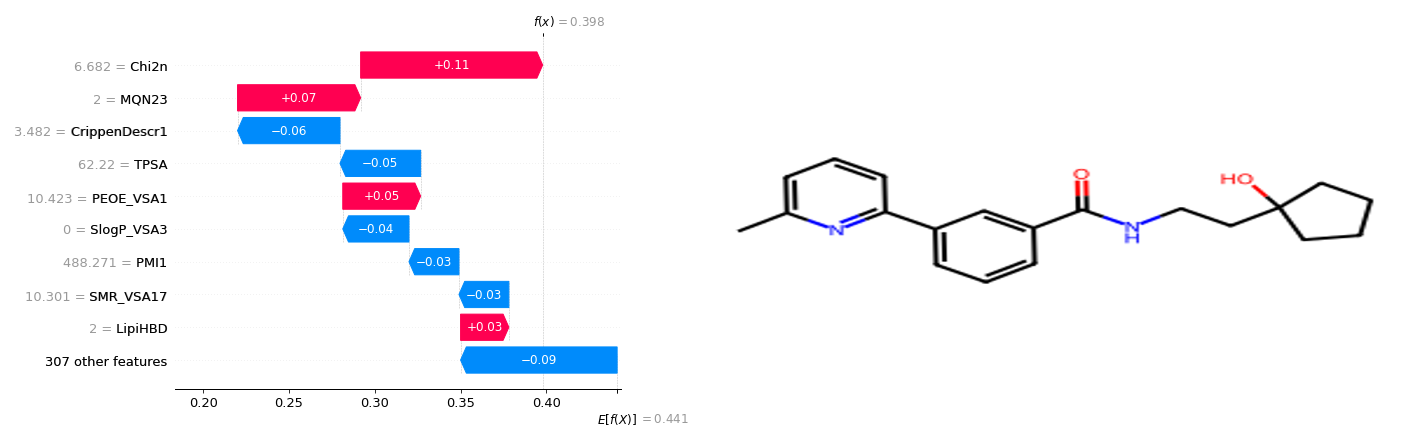 f(x) = 0.398
6.682 = Chi2n
+0.11
2 = MQN23
+0.07
3.482 = CrippenDescr1
−0.06
62.22 = TPSA
−0.05
10.423 = PEOE_VSA1
+0.05
0 = SlogP_VSA3
−0.04
488.271 = PMI1
−0.03
10.301 = SMR_VSA17
−0.03
2 = LipiHBD
+0.03
307 other features
−0.09
0.20 0.25 0.30 0.35 0.40
E[f(X)] = 0.441
N
O
N
H
HO